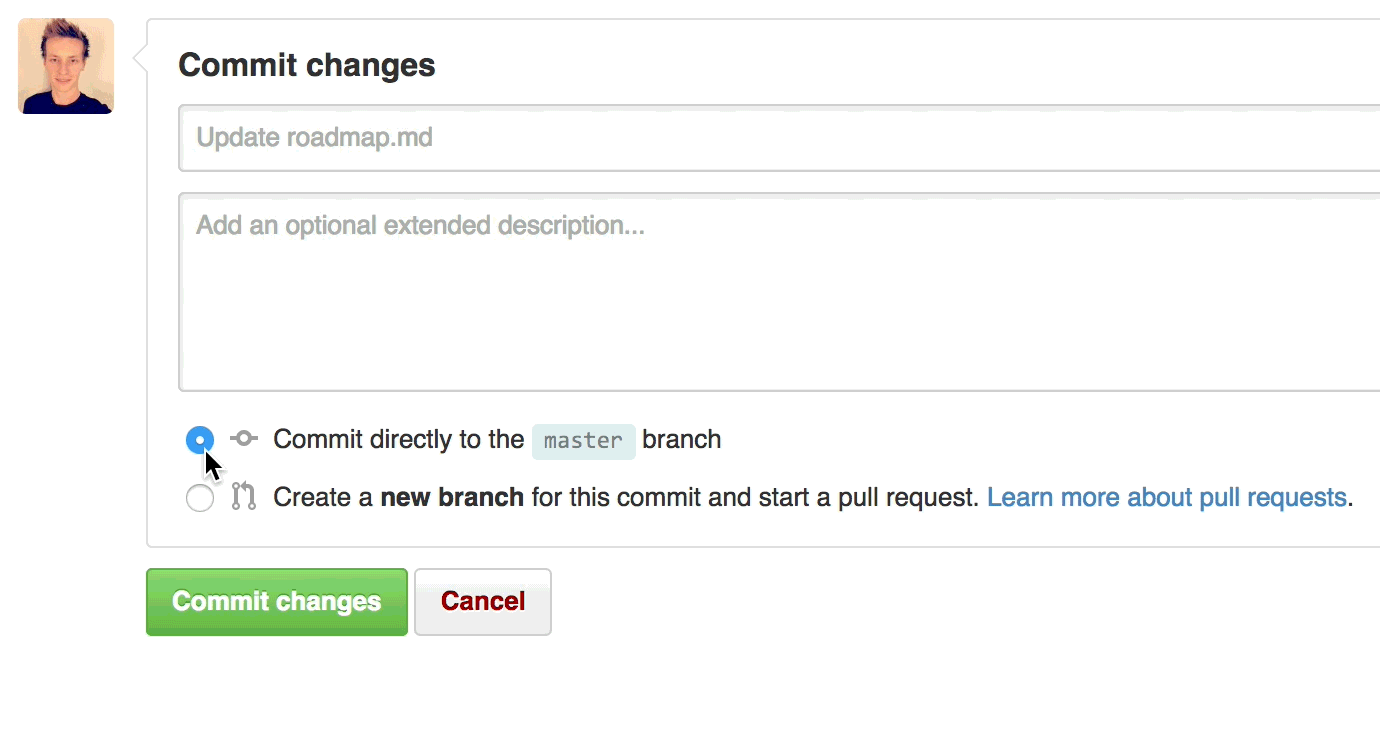 Commit changes
Update roadmap.md
Add an optional extended description...
Commit directly to the master branch
Create a new branch for this commit and start a pull request. Learn more about pull requests.
Commit changes Cancel